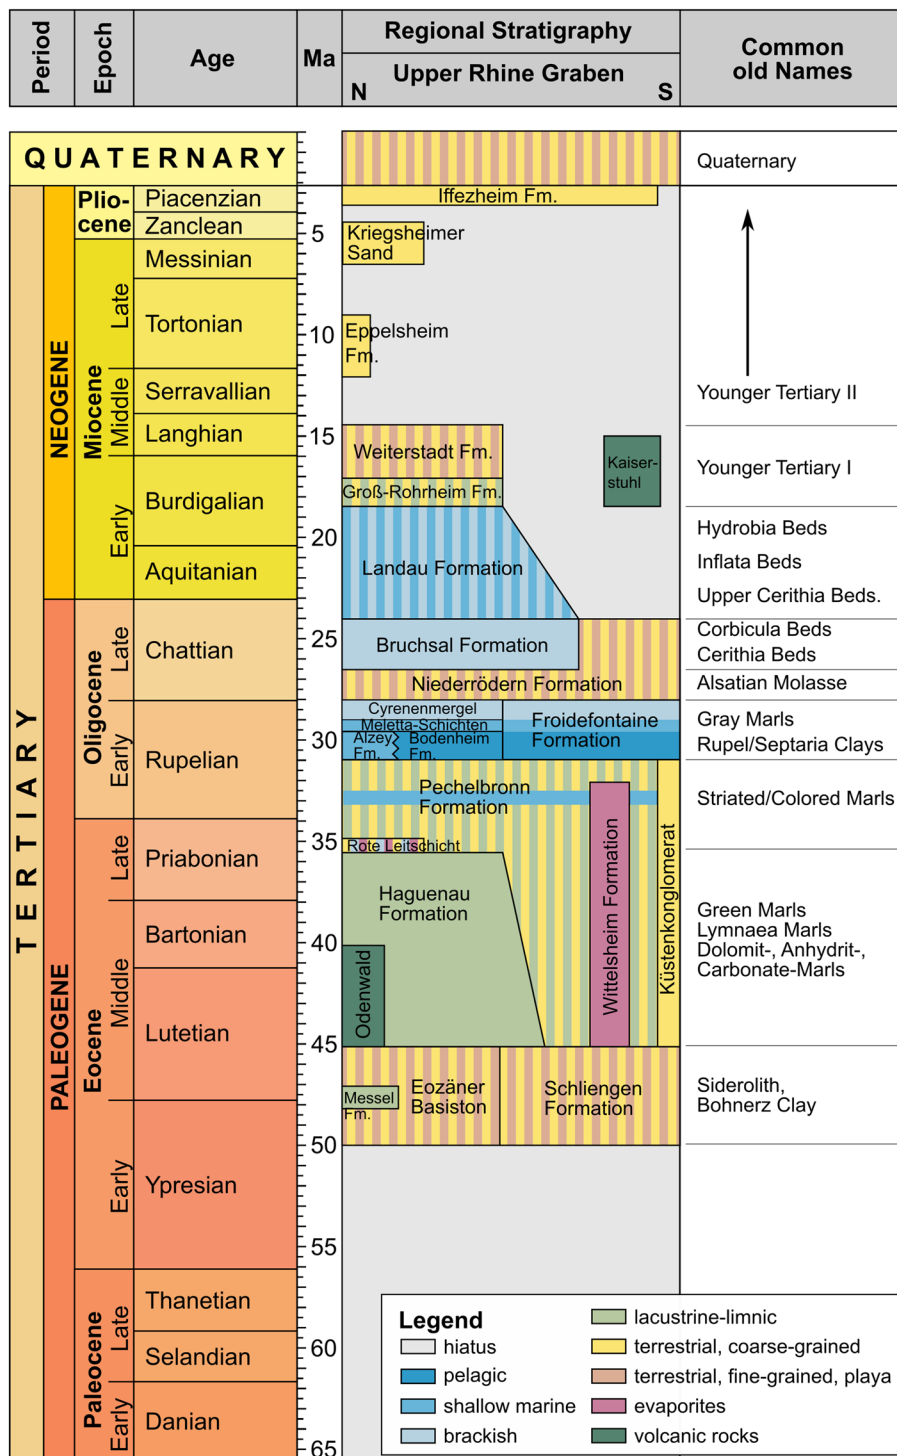 Period
Epoch
Age
Ma
Regional Stratigraphy
Upper Rhine Graben
N
S
Common
old Names
QUATERNARY
Quaternary
TERTIARY
NEOGENE
PALEOGENE
Plio-
cene
Miocene
Late
Middle
Early
Oligocene
Late
Early
Eocene
Late
Middle
Early
Paleocene
Late
Early
Piacenzian
Zanclean
Messinian
Tortonian
Serravallian
Langhian
Burdigalian
Aquitanian
Chattian
Rupelian
Priabonian
Bartonian
Lutetian
Ypresian
Thanetian
Selandian
Danian
5
10
15
20
25
30
35
40
45
50
55
60
65
Iffezheim Fm.
Kriegsheimer
Sand
Eppelsheim
Fm.
Weiterstadt Fm.
Groß-Rohrheim Fm.
Kaiser-
stuhl
Landau Formation
Bruchsal Formation
Niederrödern Formation
Cyrenenmergel
Meletta-Schichten
Alzey
Fm.
Bodenheim
Fm.
Froidefontaine
Formation
Pechelbronn
Formation
Rote Leitschicht
Haguenau
Formation
Odenwald
Wittelsheim Formation
Küstenkonglomerat
Messel
Fm.
Eozäner
Basiston
Schliengen
Formation
Younger Tertiary II
Younger Tertiary I
Hydrobia Beds
Inflata Beds
Upper Cerithia Beds.
Corbicula Beds
Cerithia Beds
Alsatian Molasse
Gray Marls
Rupel/Septaria Clays
Striated/Colored Marls
Green Marls
Lymnaea Marls
Dolomit-, Anhydrit-,
Carbonate-Marls
Siderolith,
Bohnerz Clay
Legend
hiatus
pelagic
shallow marine
brackish
lacustrine-limnic
terrestrial, coarse-grained
terrestrial, fine-grained, playa
evaporites
volcanic rocks